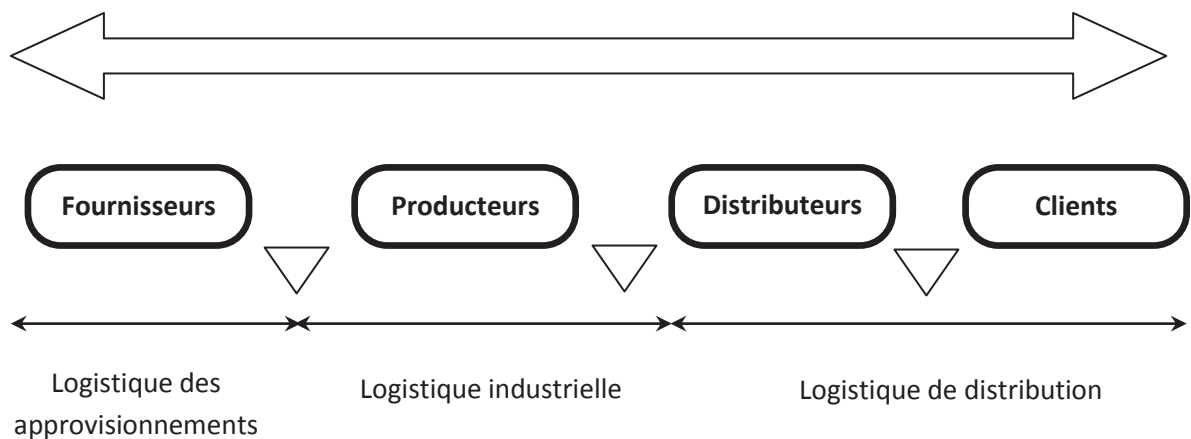 Fournisseurs
Producteurs
Distributeurs
Clients
Logistique des
approvisionnements
Logistique industrielle
Logistique de distribution